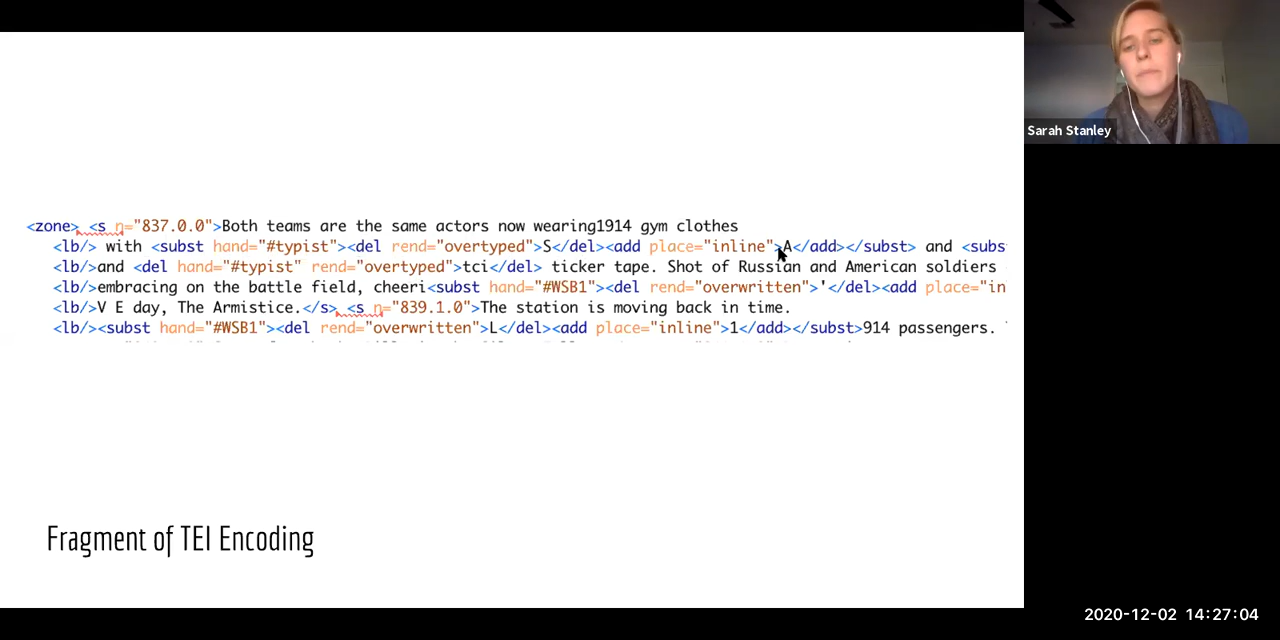 <zone> <s n="837.0.0">Both teams are the same actors now wearing1914 gym clothes
<lb/> with <subst hand="#typist"><del rend="overtyped">S</del><add place="inline">A</add></subst> and <subs
<lb/>and <del hand="#typist" rend="overtyped">tci</del> ticker tape. Shot of Russian and American soldiers
<lb/>embracing on the battle field, cheeri<subst hand="#WSB1"><del rend="overwritten">'</del><add place="in
<lb/>V E day, The Armistice.</s> <s n="839.1.0">The station is moving back in time.
<lb/><subst hand="#WSB1"><del rend="overwritten">L</del><add place="inline">1</add></subst>914 passengers.
Fragment of TEI Encoding
Sarah Stanley
2020-12-02 14:27:04